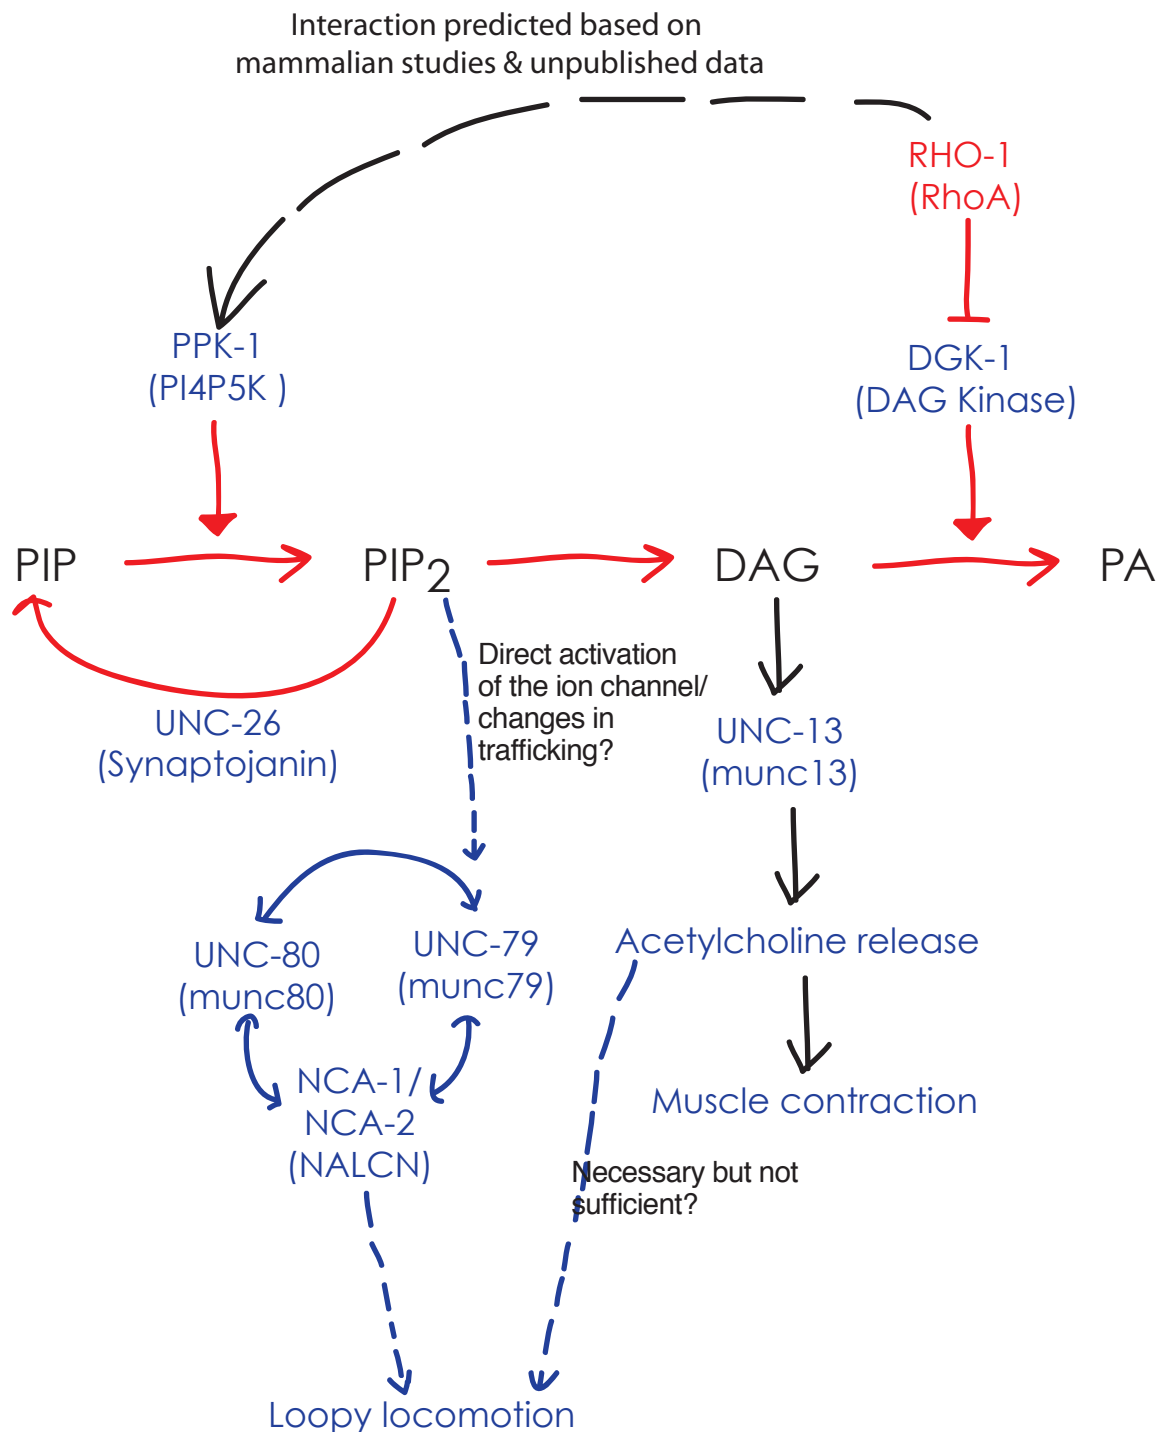 Interaction predicted based on
mammalian studies & unpublished data
RHO-1
(RhoA)
PPK-1
(PI4P5K )
DGK-1
(DAG Kinase)
PIP
PIP2
DAG
PA
Direct activation
of the ion channel/
changes in
trafficking?
UNC-26
(Synaptojanin)
UNC-13
(munc13)
UNC-80
(munc80)
UNC-79
(munc79)
Acetylcholine release
NCA-1/
NCA-2
(NALCN)
Muscle contraction
Necessary but not
sufficient?
Loopy locomotion